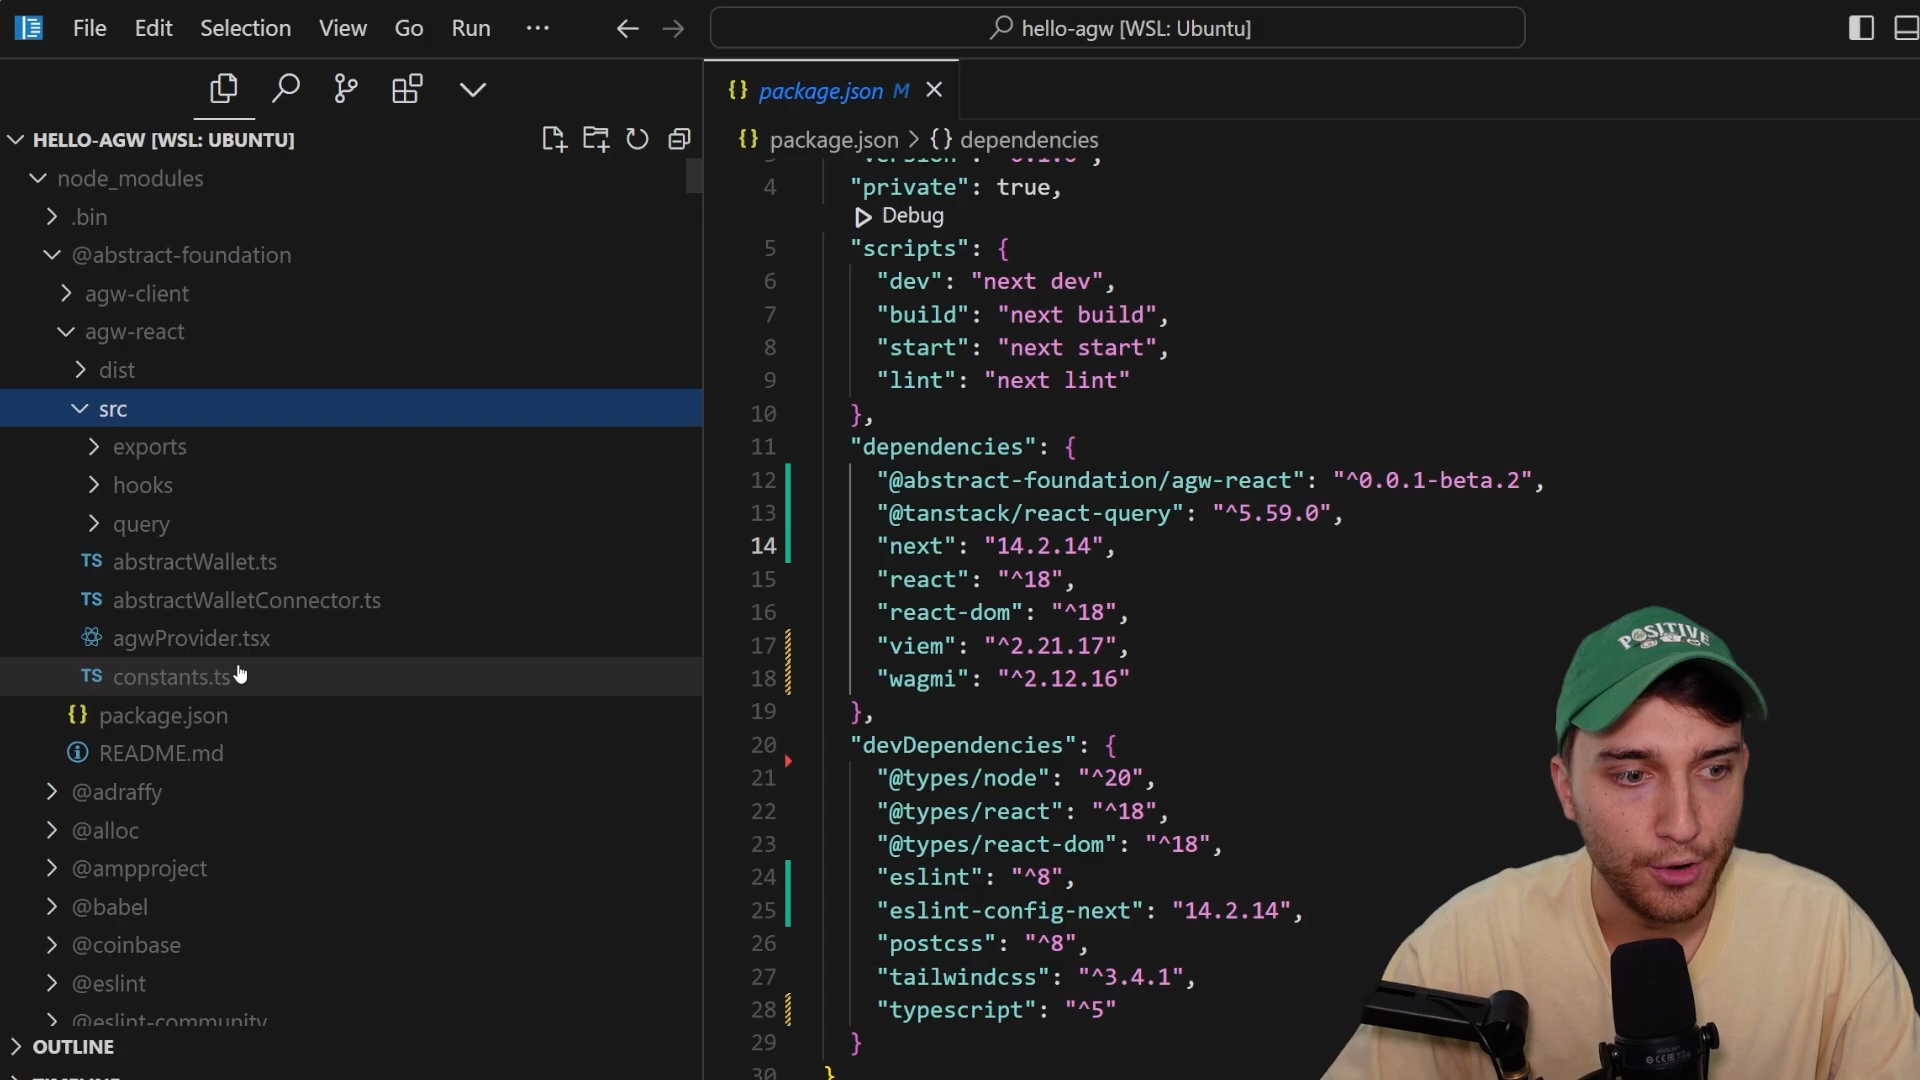 File Edit Selection View Go Run ···
hello-agw [WSL: Ubuntu]
HELLO-AGW [WSL: UBUNTU]
node_modules
.bin
@abstract-foundation
agw-client
agw-react
dist
src
exports
hooks
query
TS abstractWallet.ts
TS abstractWalletConnector.ts
agwProvider.tsx
TS constants.ts
{} package.json
README.md
@adraffy
@alloc
@ampproject
@babel
@coinbase
@eslint
@eslint-community
OUTLINE
{} package.json M
{} package.json > {} dependencies
4 "private": true,
Debug
5 "scripts": {
6 "dev": "next dev",
7 "build": "next build",
8 "start": "next start",
9 "lint": "next lint"
10 },
11 "dependencies": {
12 "@abstract-foundation/agw-react": "^0.0.1-beta.2",
13 "@tanstack/react-query": "^5.59.0",
14 "next": "14.2.14",
15 "react": "^18",
16 "react-dom": "^18",
17 "viem": "^2.21.17",
18 "wagmi": "^2.12.16"
19 },
20 "devDependencies": {
21 "@types/node": "^20",
22 "@types/react": "^18",
23 "@types/react-dom": "^18",
24 "eslint": "^8",
25 "eslint-config-next": "14.2.14",
26 "postcss": "^8",
27 "tailwindcss": "^3.4.1",
28 "typescript": "^5"
29 }
30 }
POSITIVE